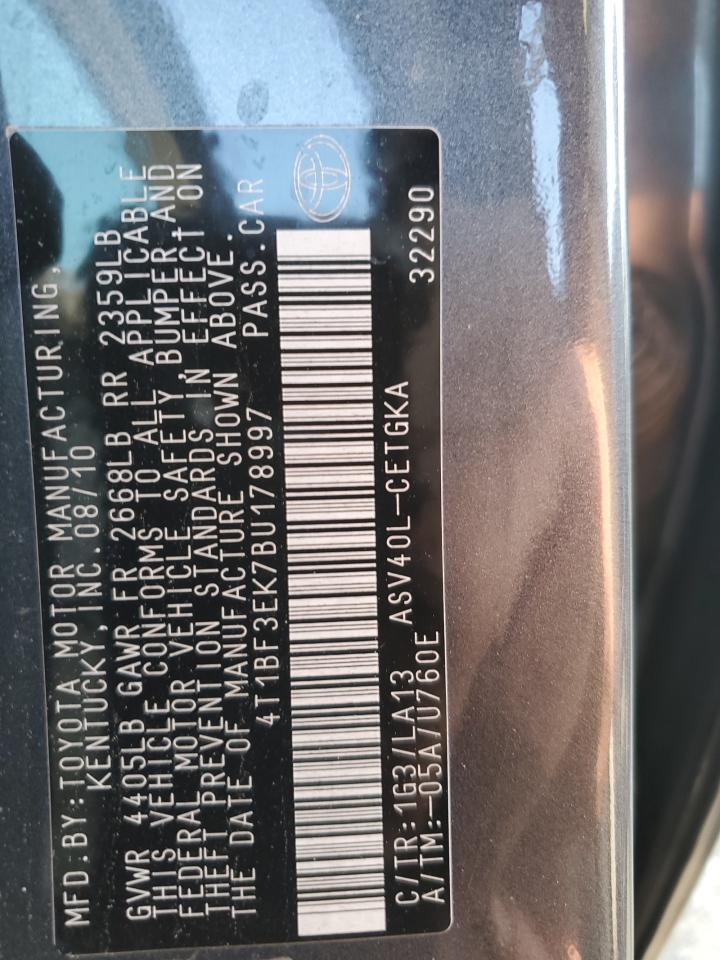 MFD.BY:TOYOTA MOTOR MANUFACTURING,
KENTUCKY,INC.08/10
GVWR 4405LB GAWR FR 2668LB RR 2359LB
THIS VEHICLE CONFORMS TO ALL APPLICABLE
FEDERAL MOTOR VEHICLE SAFETY,BUMPER AND
THEFT PREVENTION STANDARDS IN EFFECT ON
THE DATE OF MANUFACTURE SHOWN ABOVE.
4T1BF3EK7BU178997 PASS.CAR
C/TR:1G3/LA13 ASV40L-CETGKA 32290
A/TM:-05A/U760E